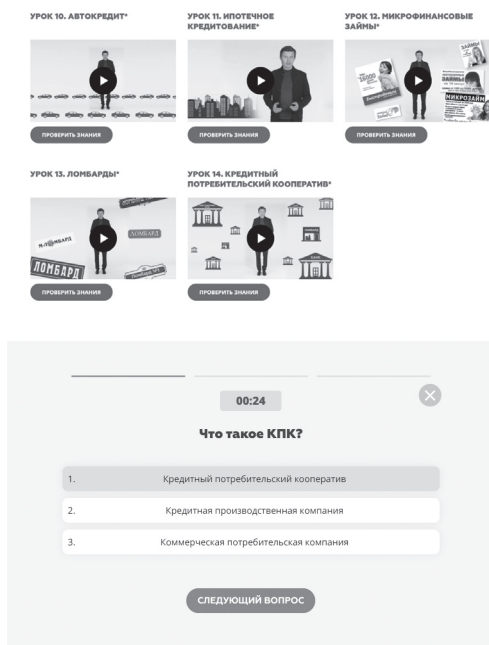 УРОК 10. АВТОКРЕДИТ*
УРОК 11. ИПОТЕЧНОЕ
КРЕДИТОВАНИЕ*
УРОК 12. МИКРОФИНАНСОВЫЕ
ЗАЙМЫ*
ЗАЙМЫ
МИКРОЗАЙМ
ПРОВЕРИТЬ ЗНАНИЯ
ПРОВЕРИТЬ ЗНАНИЯ
ПРОВЕРИТЬ ЗНАНИЯ
УРОК 13. ЛОМБАРДЫ*
УРОК 14. КРЕДИТНЫЙ
ПОТРЕБИТЕЛЬСКИЙ КООПЕРАТИВ*
ЛОМБАРД
ЛОМБАРД
ПРОВЕРИТЬ ЗНАНИЯ
ПРОВЕРИТЬ ЗНАНИЯ
00:24
Что такое КПК?
1. Кредитный потребительский кооператив
2. Кредитная производственная компания
3. Коммерческая потребительская компания
СЛЕДУЮЩИЙ ВОПРОС